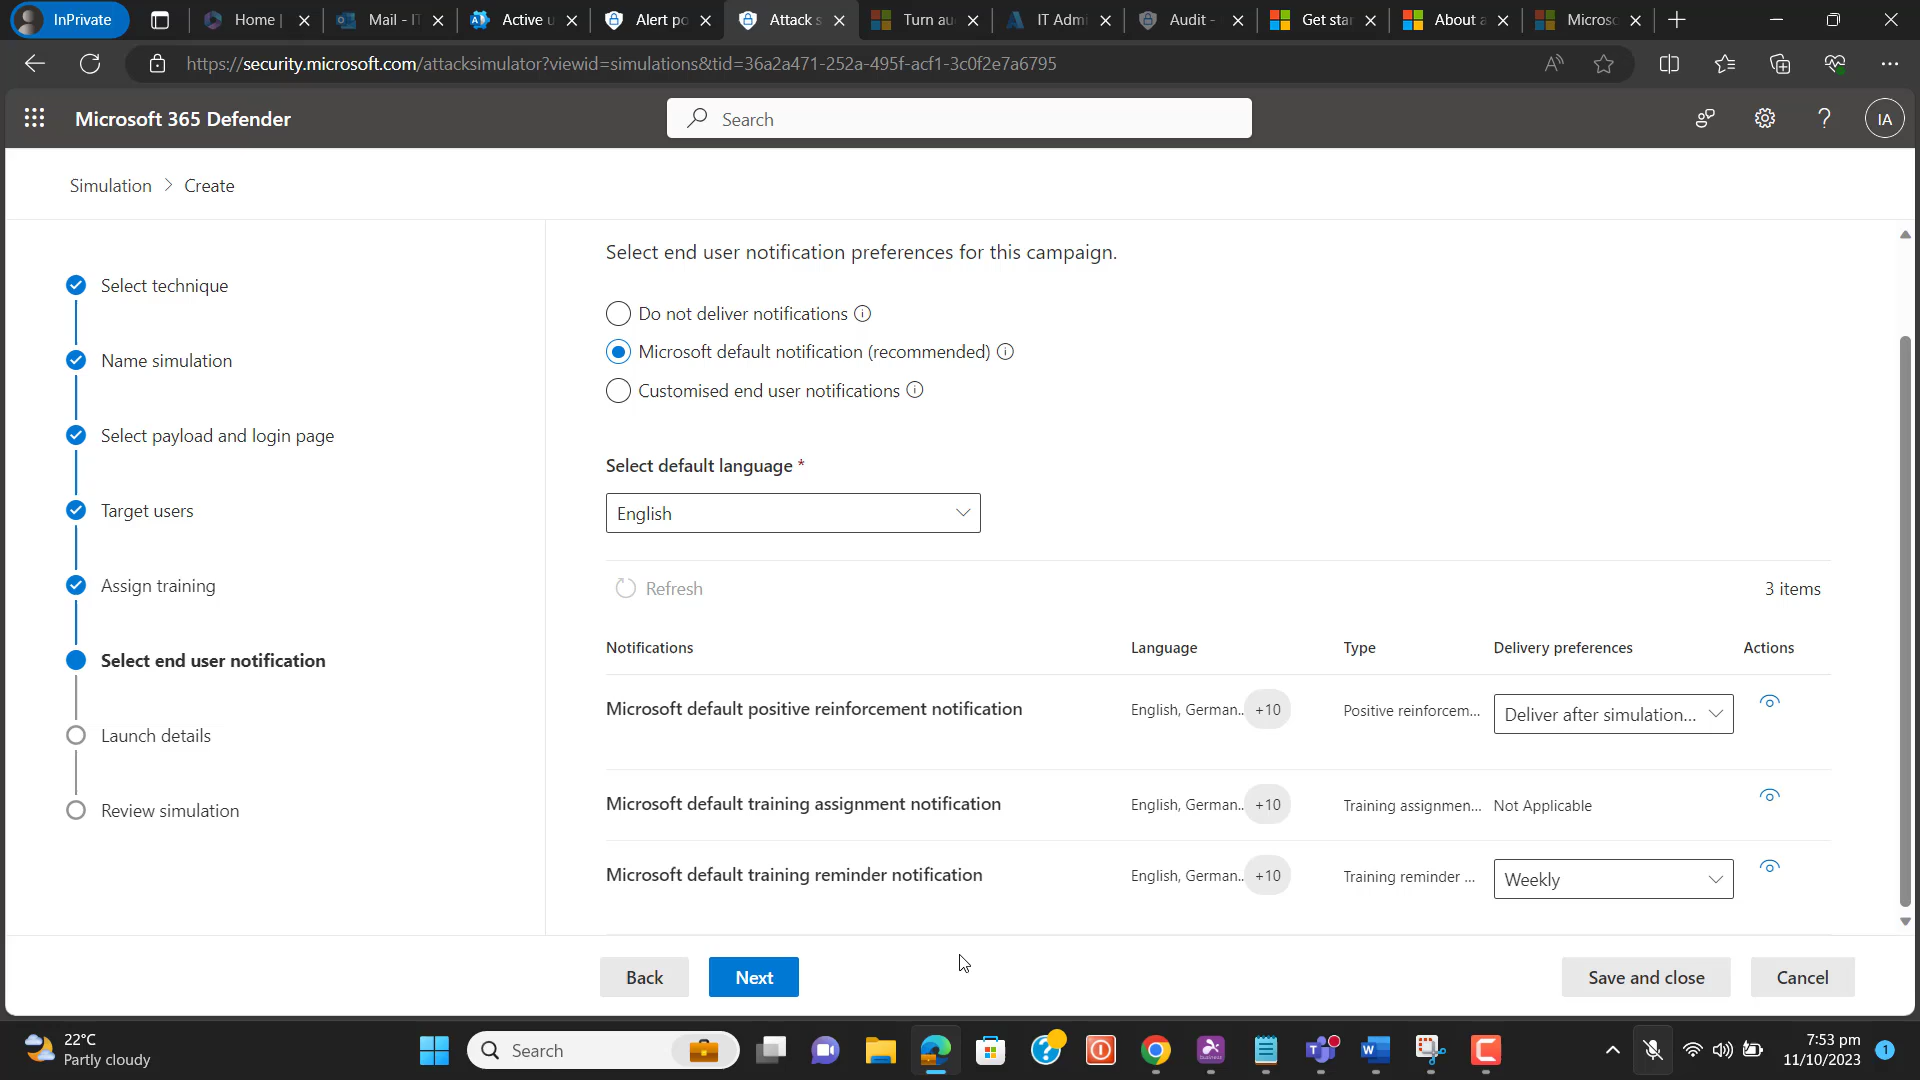 InPrivate
Home |
Mail - IT
Active u
Alert po
Attack s
Turn au
IT Admi
Audit -
Get star
About a
Microso
https://security.microsoft.com/attacksimulator?viewid=simulations&tid=36a2a471-252a-495f-acf1-3c0f2e7a6795
Microsoft 365 Defender
Search
IA
Simulation > Create
Select technique
Name simulation
Select payload and login page
Target users
Assign training
Select end user notification
Launch details
Review simulation
Select end user notification preferences for this campaign.
Do not deliver notifications
Microsoft default notification (recommended)
Customised end user notifications
Select default language *
English
Refresh
3 items
Notifications Language Type Delivery preferences Actions
Microsoft default positive reinforcement notification English, German.. +10 Positive reinforcem... Deliver after simulation...
Microsoft default training assignment notification English, German.. +10 Training assignmen... Not Applicable
Microsoft default training reminder notification English, German.. +10 Training reminder ... Weekly
Back
Next
Save and close
Cancel
22°C
Partly cloudy
Search
7:53 pm
11/10/2023
1